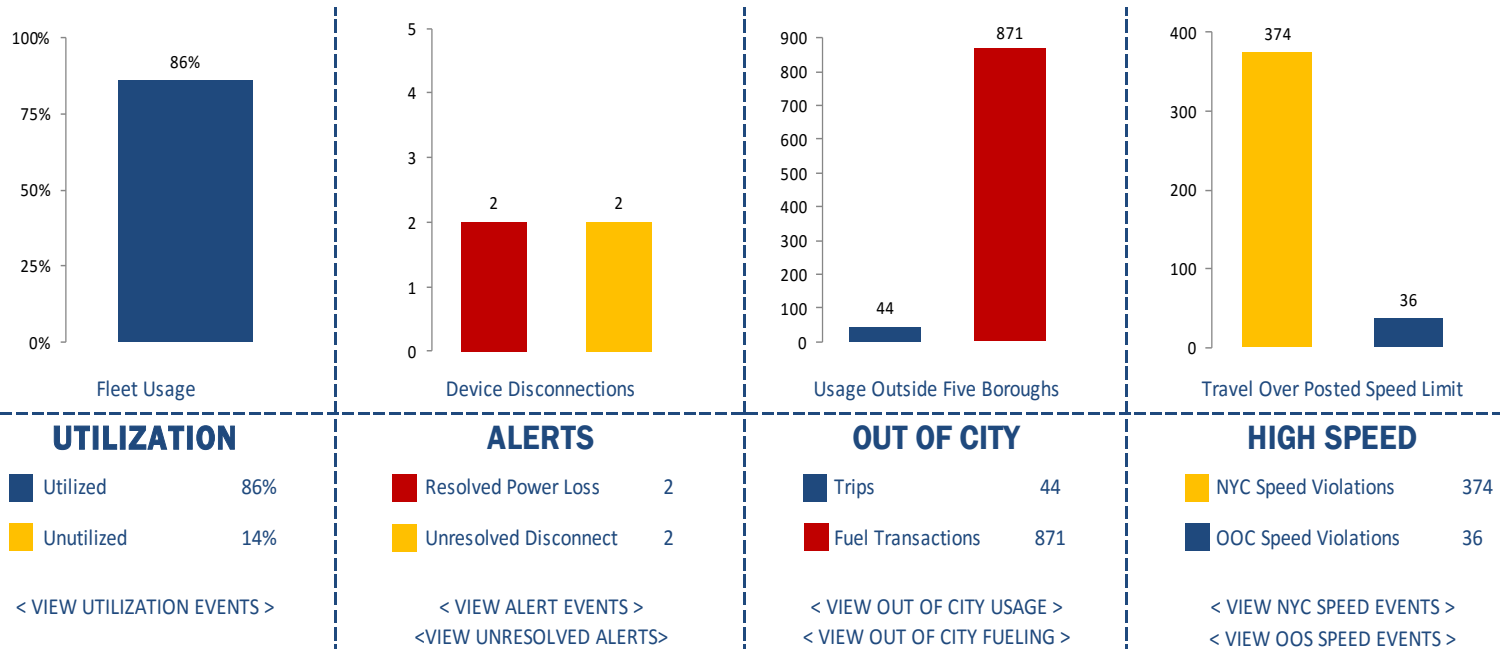 100%
75%
50%
25%
0%
86%
Fleet Usage
5
4
3
2
1
0
2
2
Device Disconnections
900
800
700
600
500
400
300
200
100
0
44
871
Usage Outside Five Boroughs
400
300
200
100
0
374
36
Travel Over Posted Speed Limit
UTILIZATION
Utilized 86%
Unutilized 14%
< VIEW UTILIZATION EVENTS >
ALERTS
Resolved Power Loss 2
Unresolved Disconnect 2
< VIEW ALERT EVENTS >
<VIEW UNRESOLVED ALERTS>
OUT OF CITY
Trips 44
Fuel Transactions 871
< VIEW OUT OF CITY USAGE >
< VIEW OUT OF CITY FUELING >
HIGH SPEED
NYC Speed Violations 374
OOC Speed Violations 36
< VIEW NYC SPEED EVENTS >
< VIEW OOS SPEED EVENTS >